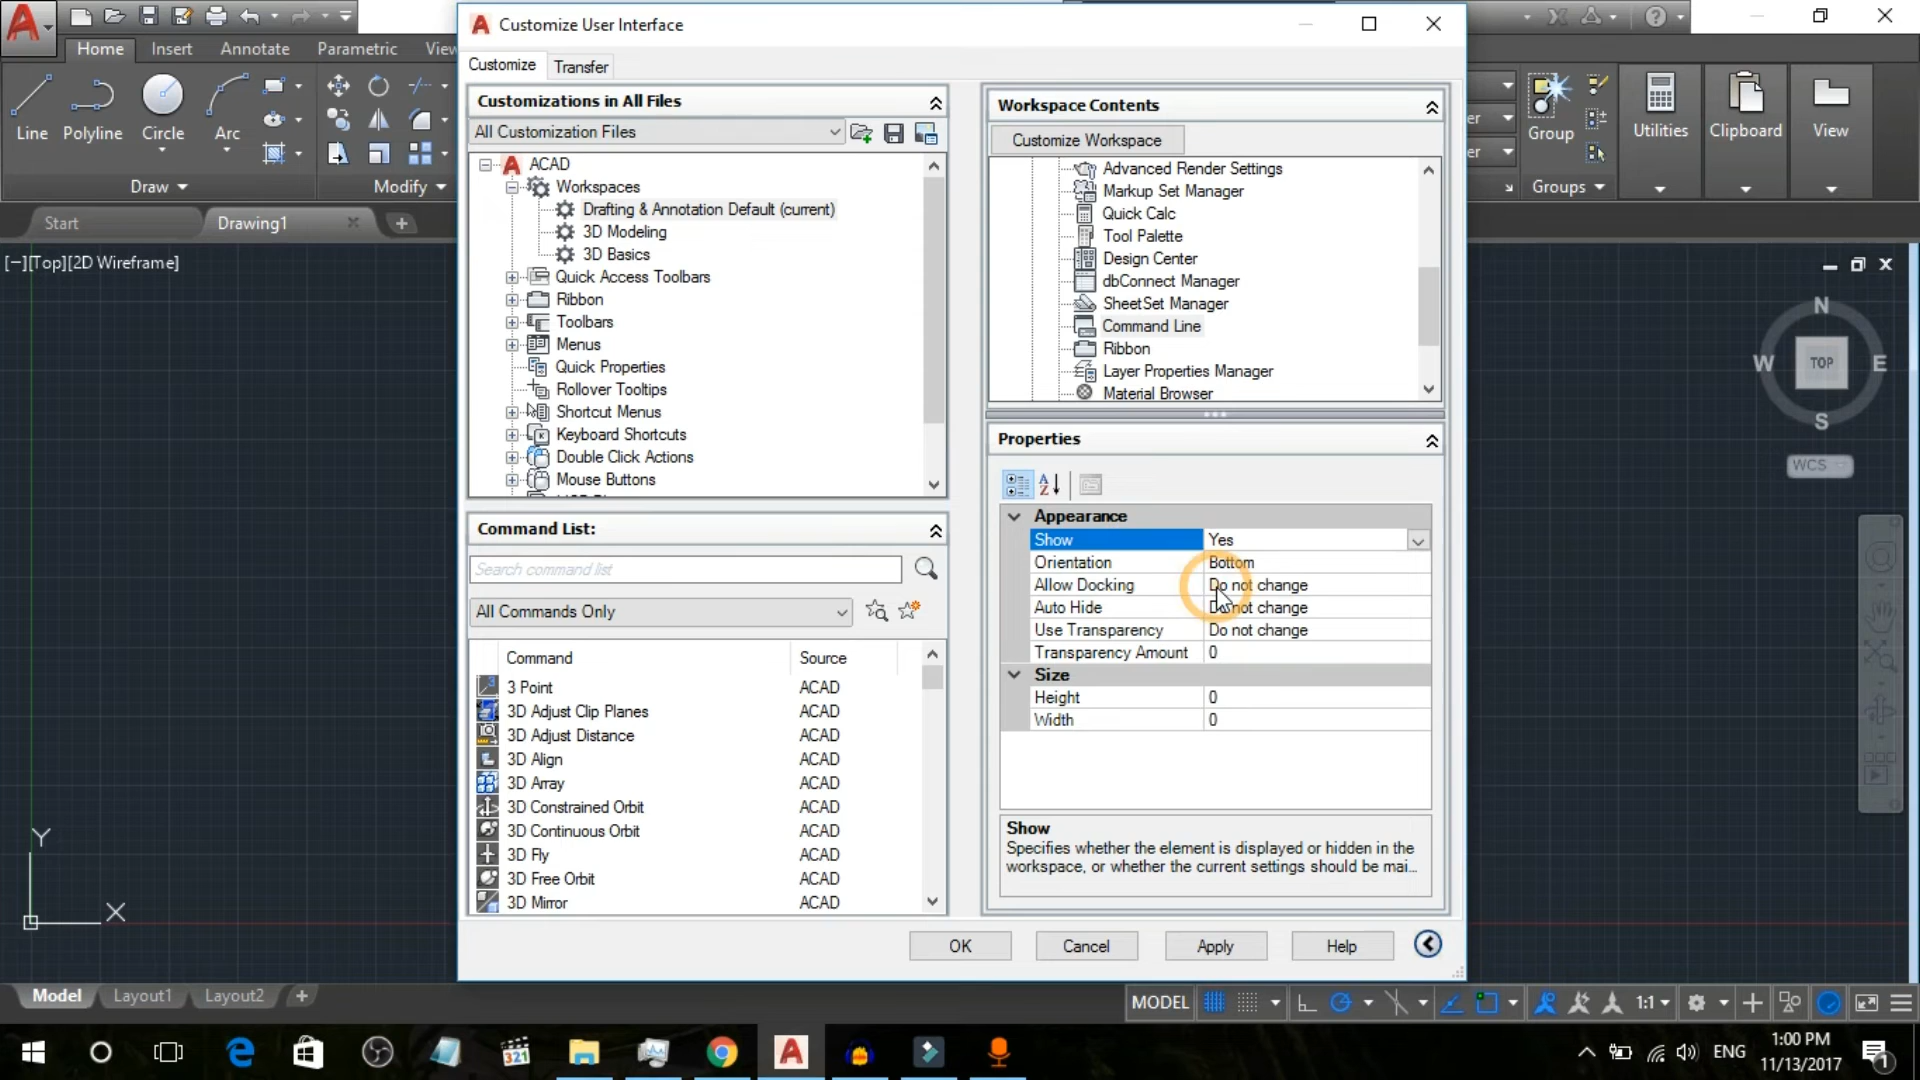 Customize User Interface
Home Insert Annotate Parametric View
Line Polyline Circle Arc
Draw
Modify
Group
Utilities
Clipboard
View
Groups
Start
Drawing1
[−][Top][2D Wireframe]
Customize
Transfer
Customizations in All Files
All Customization Files
ACAD
Workspaces
Drafting & Annotation Default (current)
3D Modeling
3D Basics
Quick Access Toolbars
Ribbon
Toolbars
Menus
Quick Properties
Rollover Tooltips
Shortcut Menus
Keyboard Shortcuts
Double Click Actions
Mouse Buttons
Command List:
Search command list
All Commands Only
Command Source
3 Point ACAD
3D Adjust Clip Planes ACAD
3D Adjust Distance ACAD
3D Align ACAD
3D Array ACAD
3D Constrained Orbit ACAD
3D Continuous Orbit ACAD
3D Fly ACAD
3D Free Orbit ACAD
3D Mirror ACAD
Workspace Contents
Customize Workspace
Advanced Render Settings
Markup Set Manager
Quick Calc
Tool Palette
Design Center
dbConnect Manager
SheetSet Manager
Command Line
Ribbon
Layer Properties Manager
Material Browser
Properties
Appearance
Show Yes
Orientation Bottom
Allow Docking Do not change
Auto Hide Do not change
Use Transparency Do not change
Transparency Amount 0
Size
Height 0
Width 0
Show
Specifies whether the element is displayed or hidden in the
workspace, or whether the current settings should be mai...
OK
Cancel
Apply
Help
N
W TOP E
S
WCS
Y
X
Model Layout1 Layout2
MODEL
1:1
321
ENG
1:00 PM
11/13/2017
1